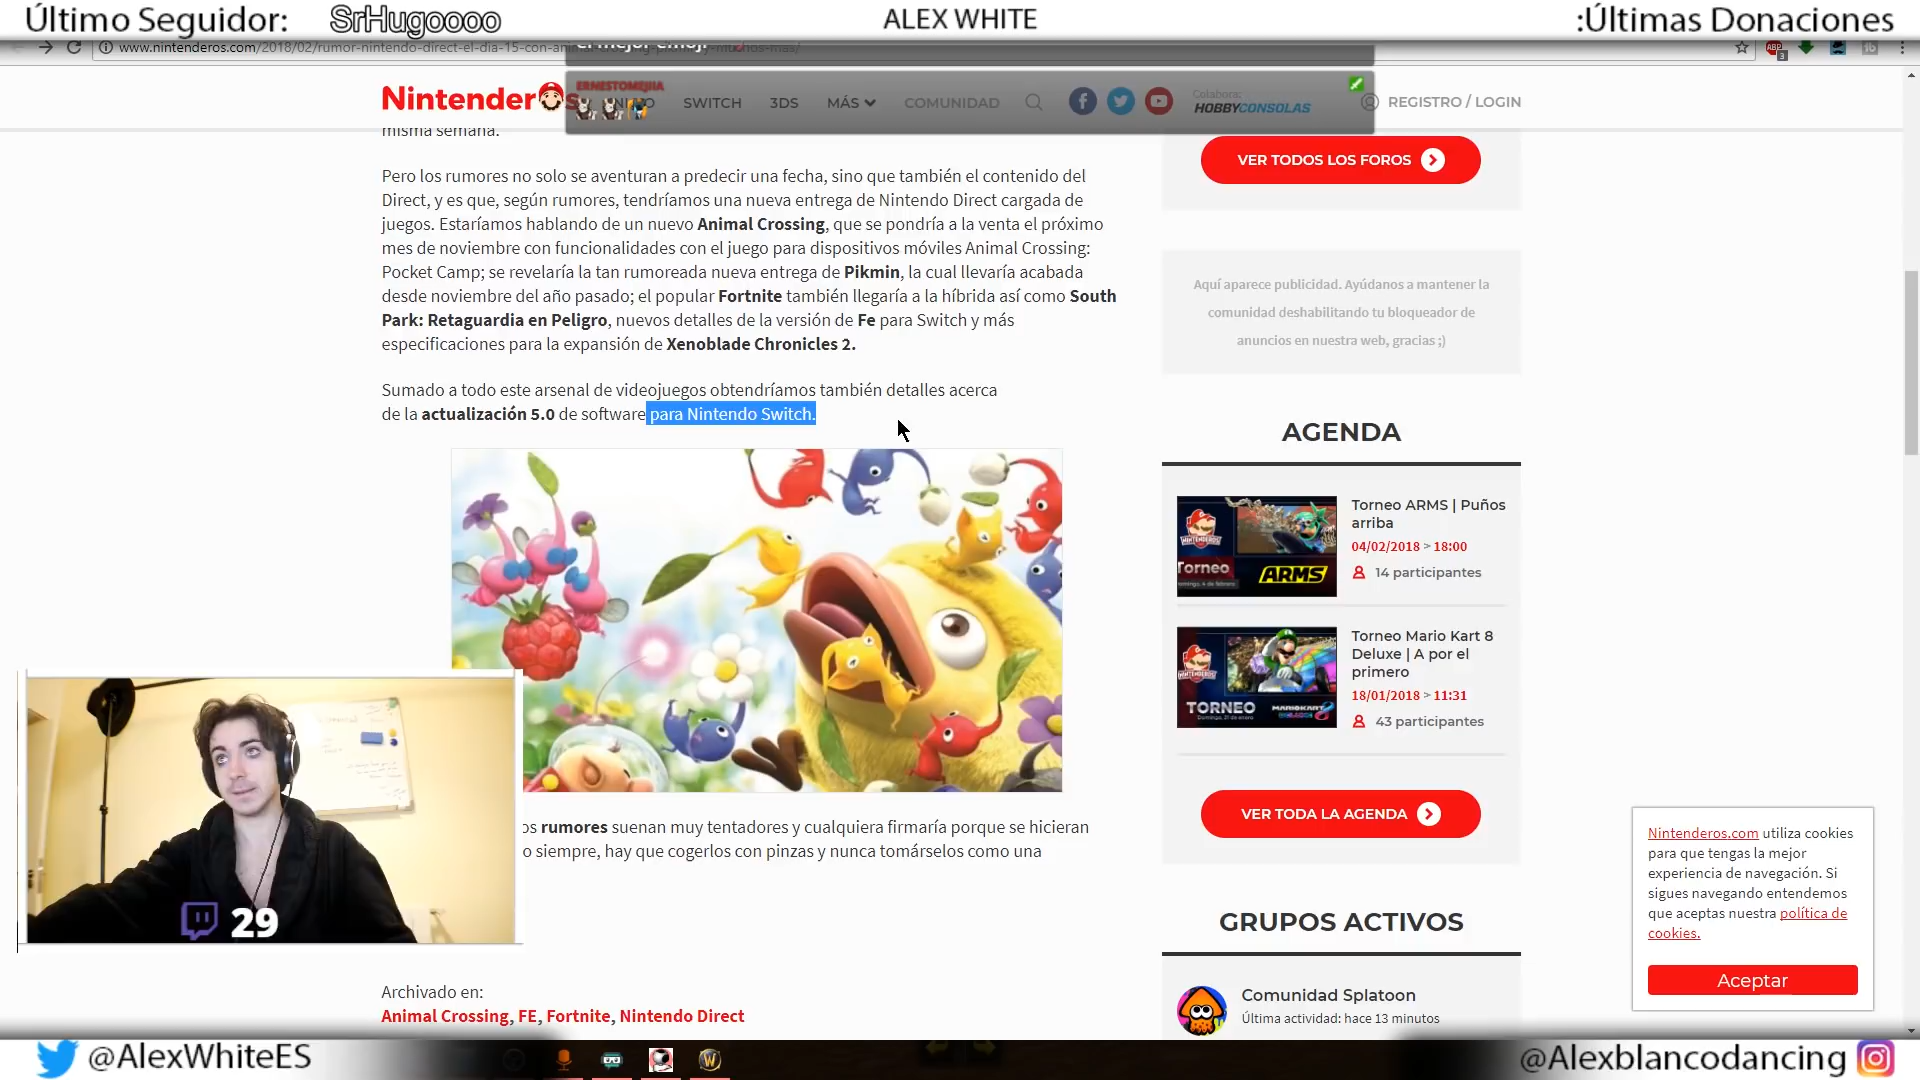 Último Seguidor: SrHugoooo ALEX WHITE :Últimas Donaciones
www.nintenderos.com/2018/02/rumor-nintendo-direct-el-dia-15-con-
el mejor emoji.
ERNESTOMEJIIA
Nintenderos SWITCH 3DS MÁS COMUNIDAD Colabora: HOBBYCONSOLAS REGISTRO / LOGIN
misma semana.
Pero los rumores no solo se aventuran a predecir una fecha, sino que también el contenido del
Direct, y es que, según rumores, tendríamos una nueva entrega de Nintendo Direct cargada de
juegos. Estaríamos hablando de un nuevo Animal Crossing, que se pondría a la venta el próximo
mes de noviembre con funcionalidades con el juego para dispositivos móviles Animal Crossing:
Pocket Camp; se revelaría la tan rumoreada nueva entrega de Pikmin, la cual llevaría acabada
desde noviembre del año pasado; el popular Fortnite también llegaría a la híbrida así como South
Park: Retaguardia en Peligro, nuevos detalles de la versión de Fe para Switch y más
especificaciones para la expansión de Xenoblade Chronicles 2.
Sumado a todo este arsenal de videojuegos obtendríamos también detalles acerca
de la actualización 5.0 de software para Nintendo Switch.
os rumores suenan muy tentadores y cualquiera firmaría porque se hicieran
o siempre, hay que cogerlos con pinzas y nunca tomárselos como una
Archivado en:
Animal Crossing, FE, Fortnite, Nintendo Direct
VER TODOS LOS FOROS
Aquí aparece publicidad. Ayúdanos a mantener la
comunidad deshabilitando tu bloqueador de
anuncios en nuestra web, gracias ;)
AGENDA
Torneo
ARMS
Torneo ARMS | Puños
arriba
04/02/2018 > 18:00
14 participantes
TORNEO
Torneo Mario Kart 8
Deluxe | A por el
primero
18/01/2018 > 11:31
43 participantes
VER TODA LA AGENDA
GRUPOS ACTIVOS
Comunidad Splatoon
Última actividad: hace 13 minutos
Nintenderos.com utiliza cookies
para que tengas la mejor
experiencia de navegación. Si
sigues navegando entendemos
que aceptas nuestra política de
cookies.
Aceptar
29
@AlexWhiteES
@Alexblancodancing